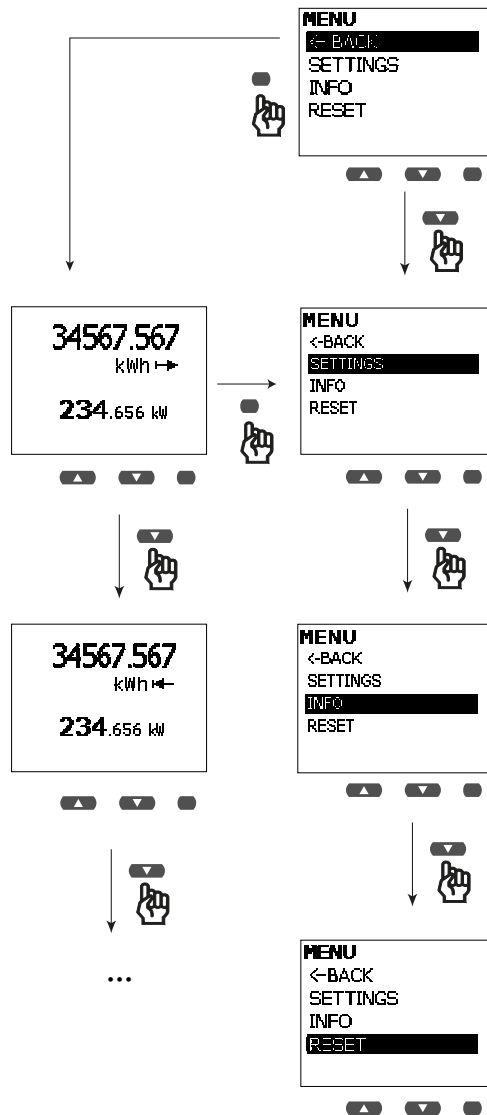 MENU
<-BACK
SETTINGS
INFO
RESET
34567.567
kWh
234.656 kW
MENU
<-BACK
SETTINGS
INFO
RESET
34567.567
kWh
234.656 kW
MENU
<-BACK
SETTINGS
INFO
RESET
...
MENU
<-BACK
SETTINGS
INFO
RESET